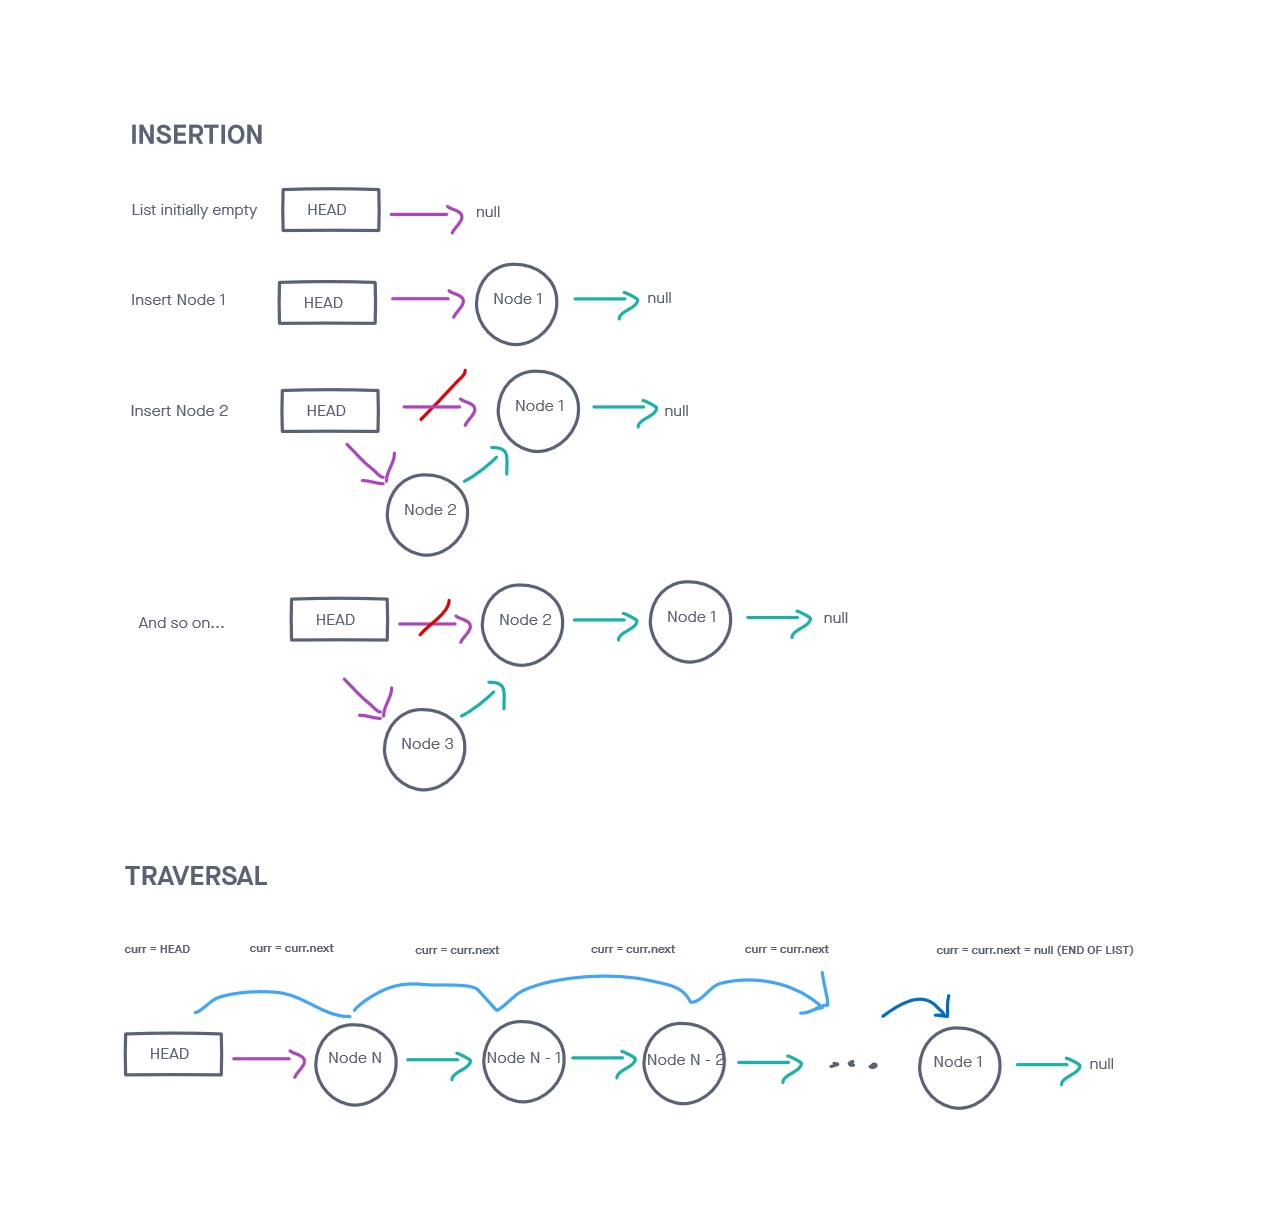 INSERTION
List initially empty HEAD null
Insert Node 1 HEAD Node 1 null
Insert Node 2 HEAD Node 1 null
Node 2
And so on... HEAD Node 2 Node 1 null
Node 3
TRAVERSAL
curr = HEAD curr = curr.next curr = curr.next curr = curr.next curr = curr.next curr = curr.next = null (END OF LIST)
HEAD Node N Node N - 1 Node N - 2 ... Node 1 null